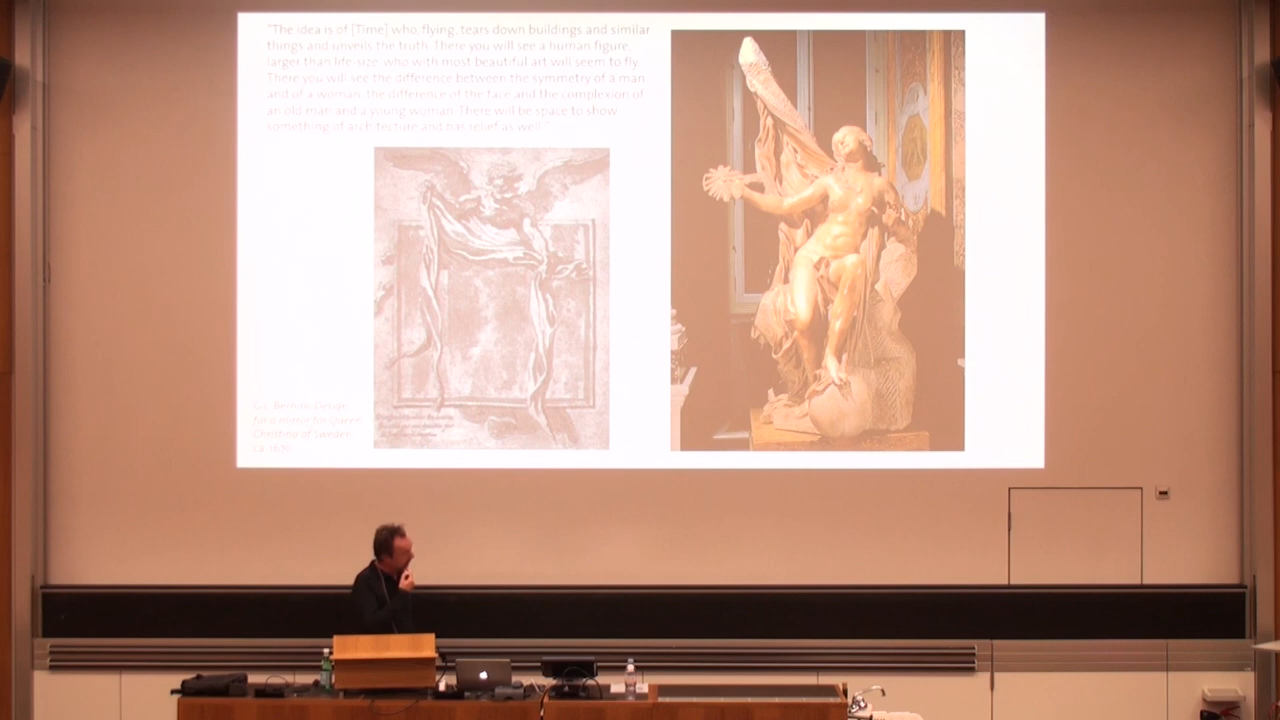 "The idea is of [Time] who, flying, tears down buildings and similar
things and unveils the truth. There you will see a human figure,
larger than life-size, who with most beautiful art will seem to fly.
There you will see the difference between the symmetry of a man
and of a woman, the difference of the face and the complexion of
an old man and a young woman. There will be space to show
something of architecture and bas relief as well."
G.L. Bernini, Design
for a mirror for Queen
Christina of Sweden,
ca. 1670